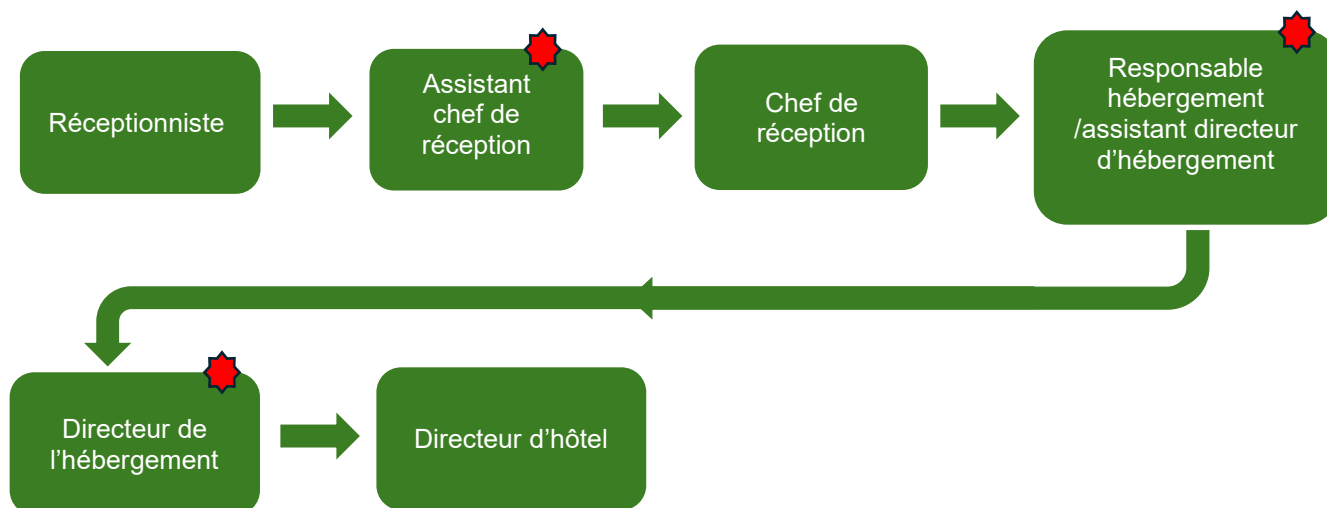 Réceptionniste
Assistant
chef de
réception
Chef de
réception
Responsable
hébergement
/assistant directeur
d’hébergement
Directeur de
l’hébergement
Directeur d’hôtel